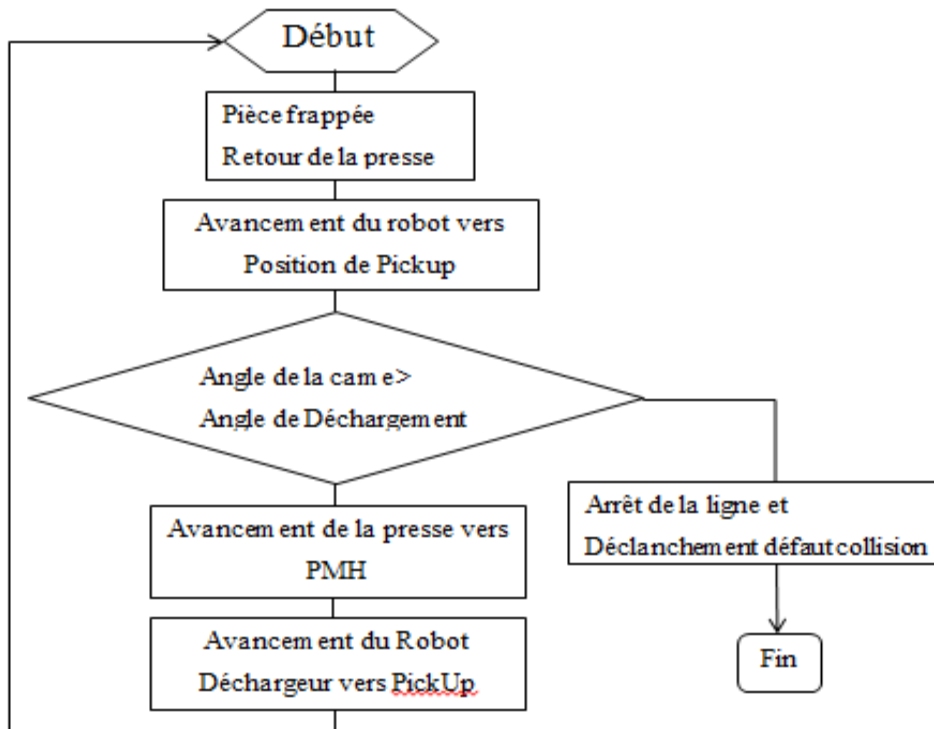 Début
Pièce frappée
Retour de la presse
Avancement du robot vers
Position de Pickup
Angle de la came>
Angle de Déchargement
Avancement de la presse vers
PMH
Avancement du Robot
Déchargeur vers PickUp
Arrêt de la ligne et
Déclanchement défaut collision
Fin